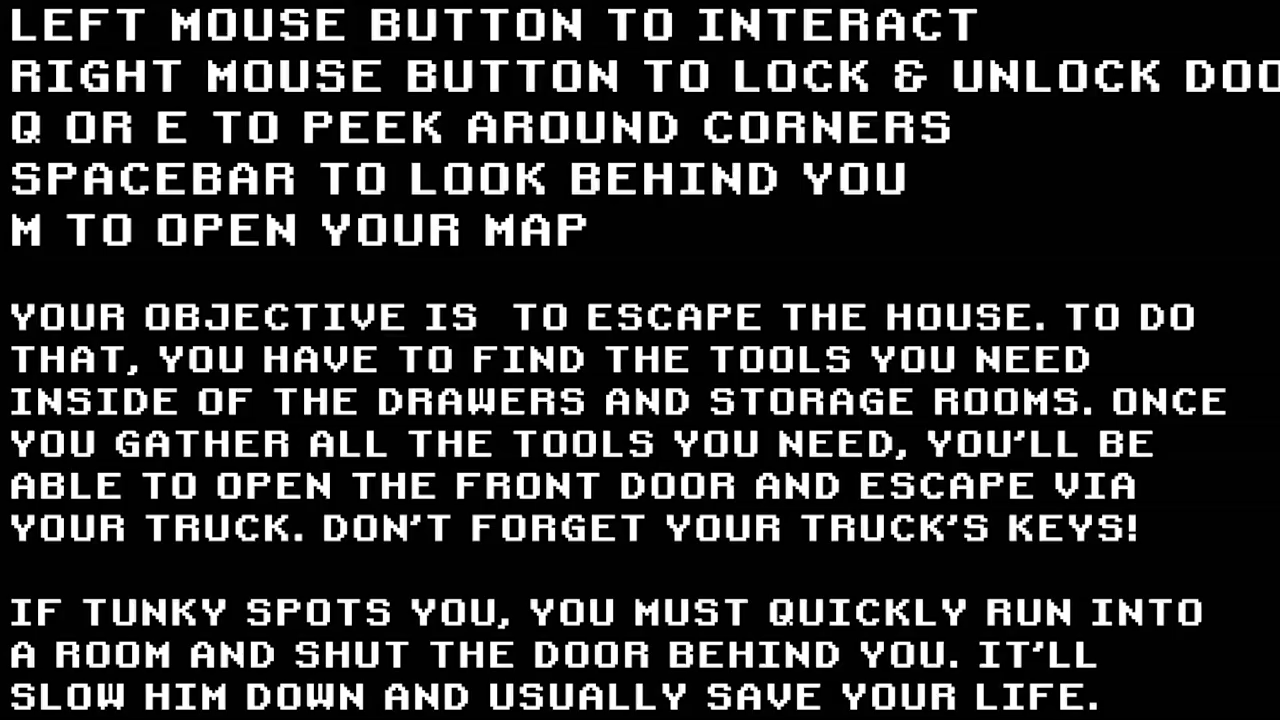 LEFT MOUSE BUTTON TO INTERACT
RIGHT MOUSE BUTTON TO LOCK & UNLOCK DOO
Q OR E TO PEEK AROUND CORNERS
SPACEBAR TO LOOK BEHIND YOU
M TO OPEN YOUR MAP
YOUR OBJECTIVE IS  TO ESCAPE THE HOUSE. TO DO
THAT, YOU HAVE TO FIND THE TOOLS YOU NEED
INSIDE OF THE DRAWERS AND STORAGE ROOMS. ONCE
YOU GATHER ALL THE TOOLS YOU NEED, YOU'LL BE
ABLE TO OPEN THE FRONT DOOR AND ESCAPE VIA
YOUR TRUCK. DON'T FORGET YOUR TRUCK'S KEYS!
IF TUNKY SPOTS YOU, YOU MUST QUICKLY RUN INTO
A ROOM AND SHUT THE DOOR BEHIND YOU. IT'LL
SLOW HIM DOWN AND USUALLY SAVE YOUR LIFE.